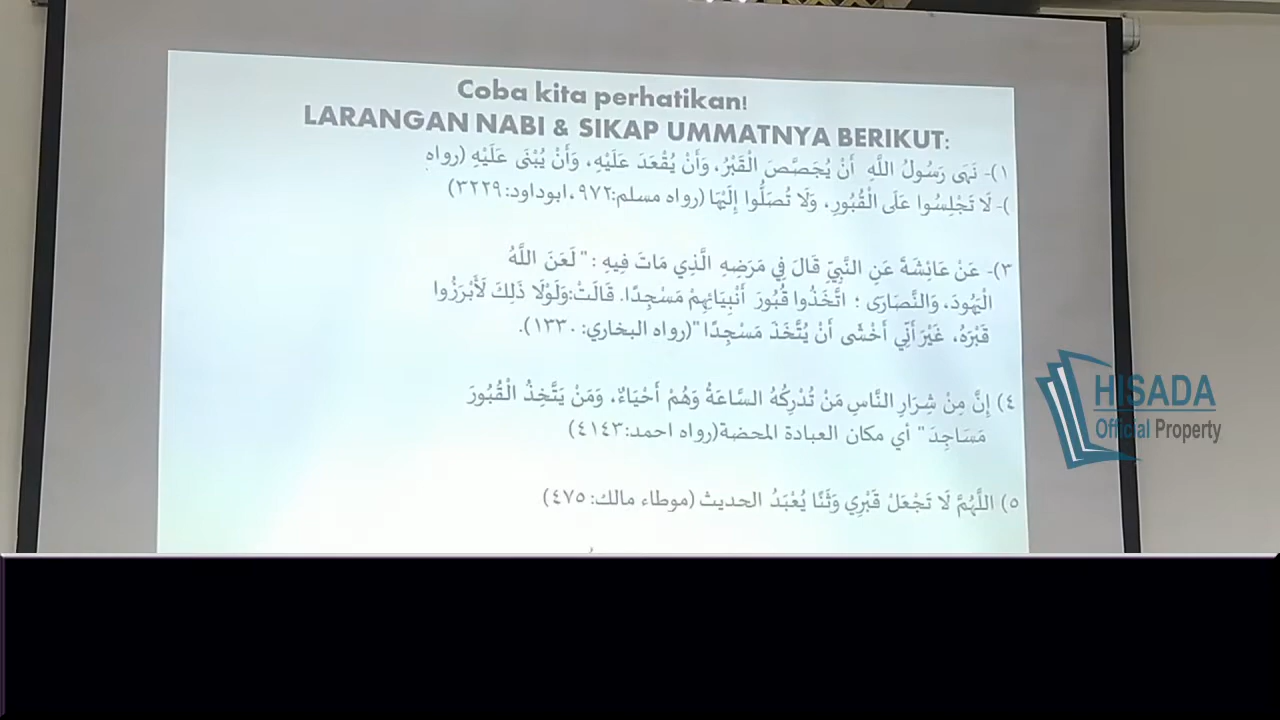 Coba kita perhatikan!
LARANGAN NABI & SIKAP UMMATNYA BERIKUT:
١)- نَهَى رَسُولُ اللَّهِ أَنْ يُجَصَّصَ الْقَبْرُ، وَأَنْ يُقْعَدَ عَلَيْهِ، وَأَنْ يُبْنَى عَلَيْهِ (رواه
)- لَا تَجْلِسُوا عَلَى الْقُبُورِ، وَلَا تُصَلُّوا إِلَيْهَا (رواه مسلم:٩٧٢، ابوداود: ٣٢٢٩)
٣)- عَنْ عَائِشَةَ عَنِ النَّبِيِّ قَالَ فِي مَرَضِهِ الَّذِي مَاتَ فِيهِ : " لَعَنَ اللَّهُ
الْيَهُودَ، وَالنَّصَارَى ؛ اتَّخَذُوا قُبُورَ أَنْبِيَائِهِمْ مَسْجِدًا. قَالَتْ:وَلَوْلَا ذَلِكَ لَأَبْرَزُوا
قَبْرَهُ، غَيْرَ أَنِّي أَخْشَى أَنْ يُتَّخَذَ مَسْجِدًا "(رواه البخاري: ١٣٣٠).
٤) إِنَّ مِنْ شِرَارِ النَّاسِ مَنْ تُدْرِكُهُ السَّاعَةُ وَهُمْ أَحْيَاءٌ، وَمَنْ يَتَّخِذُ الْقُبُورَ
مَسَاجِدَ " أي مكان العبادة المحضة(رواه احمد:٤١٤٣)
٥) اللَّهُمَّ لَا تَجْعَلْ قَبْرِي وَثَنًا يُعْبَدُ الحديث (موطاء مالك: ٤٧٥)
HISADA
Official Property